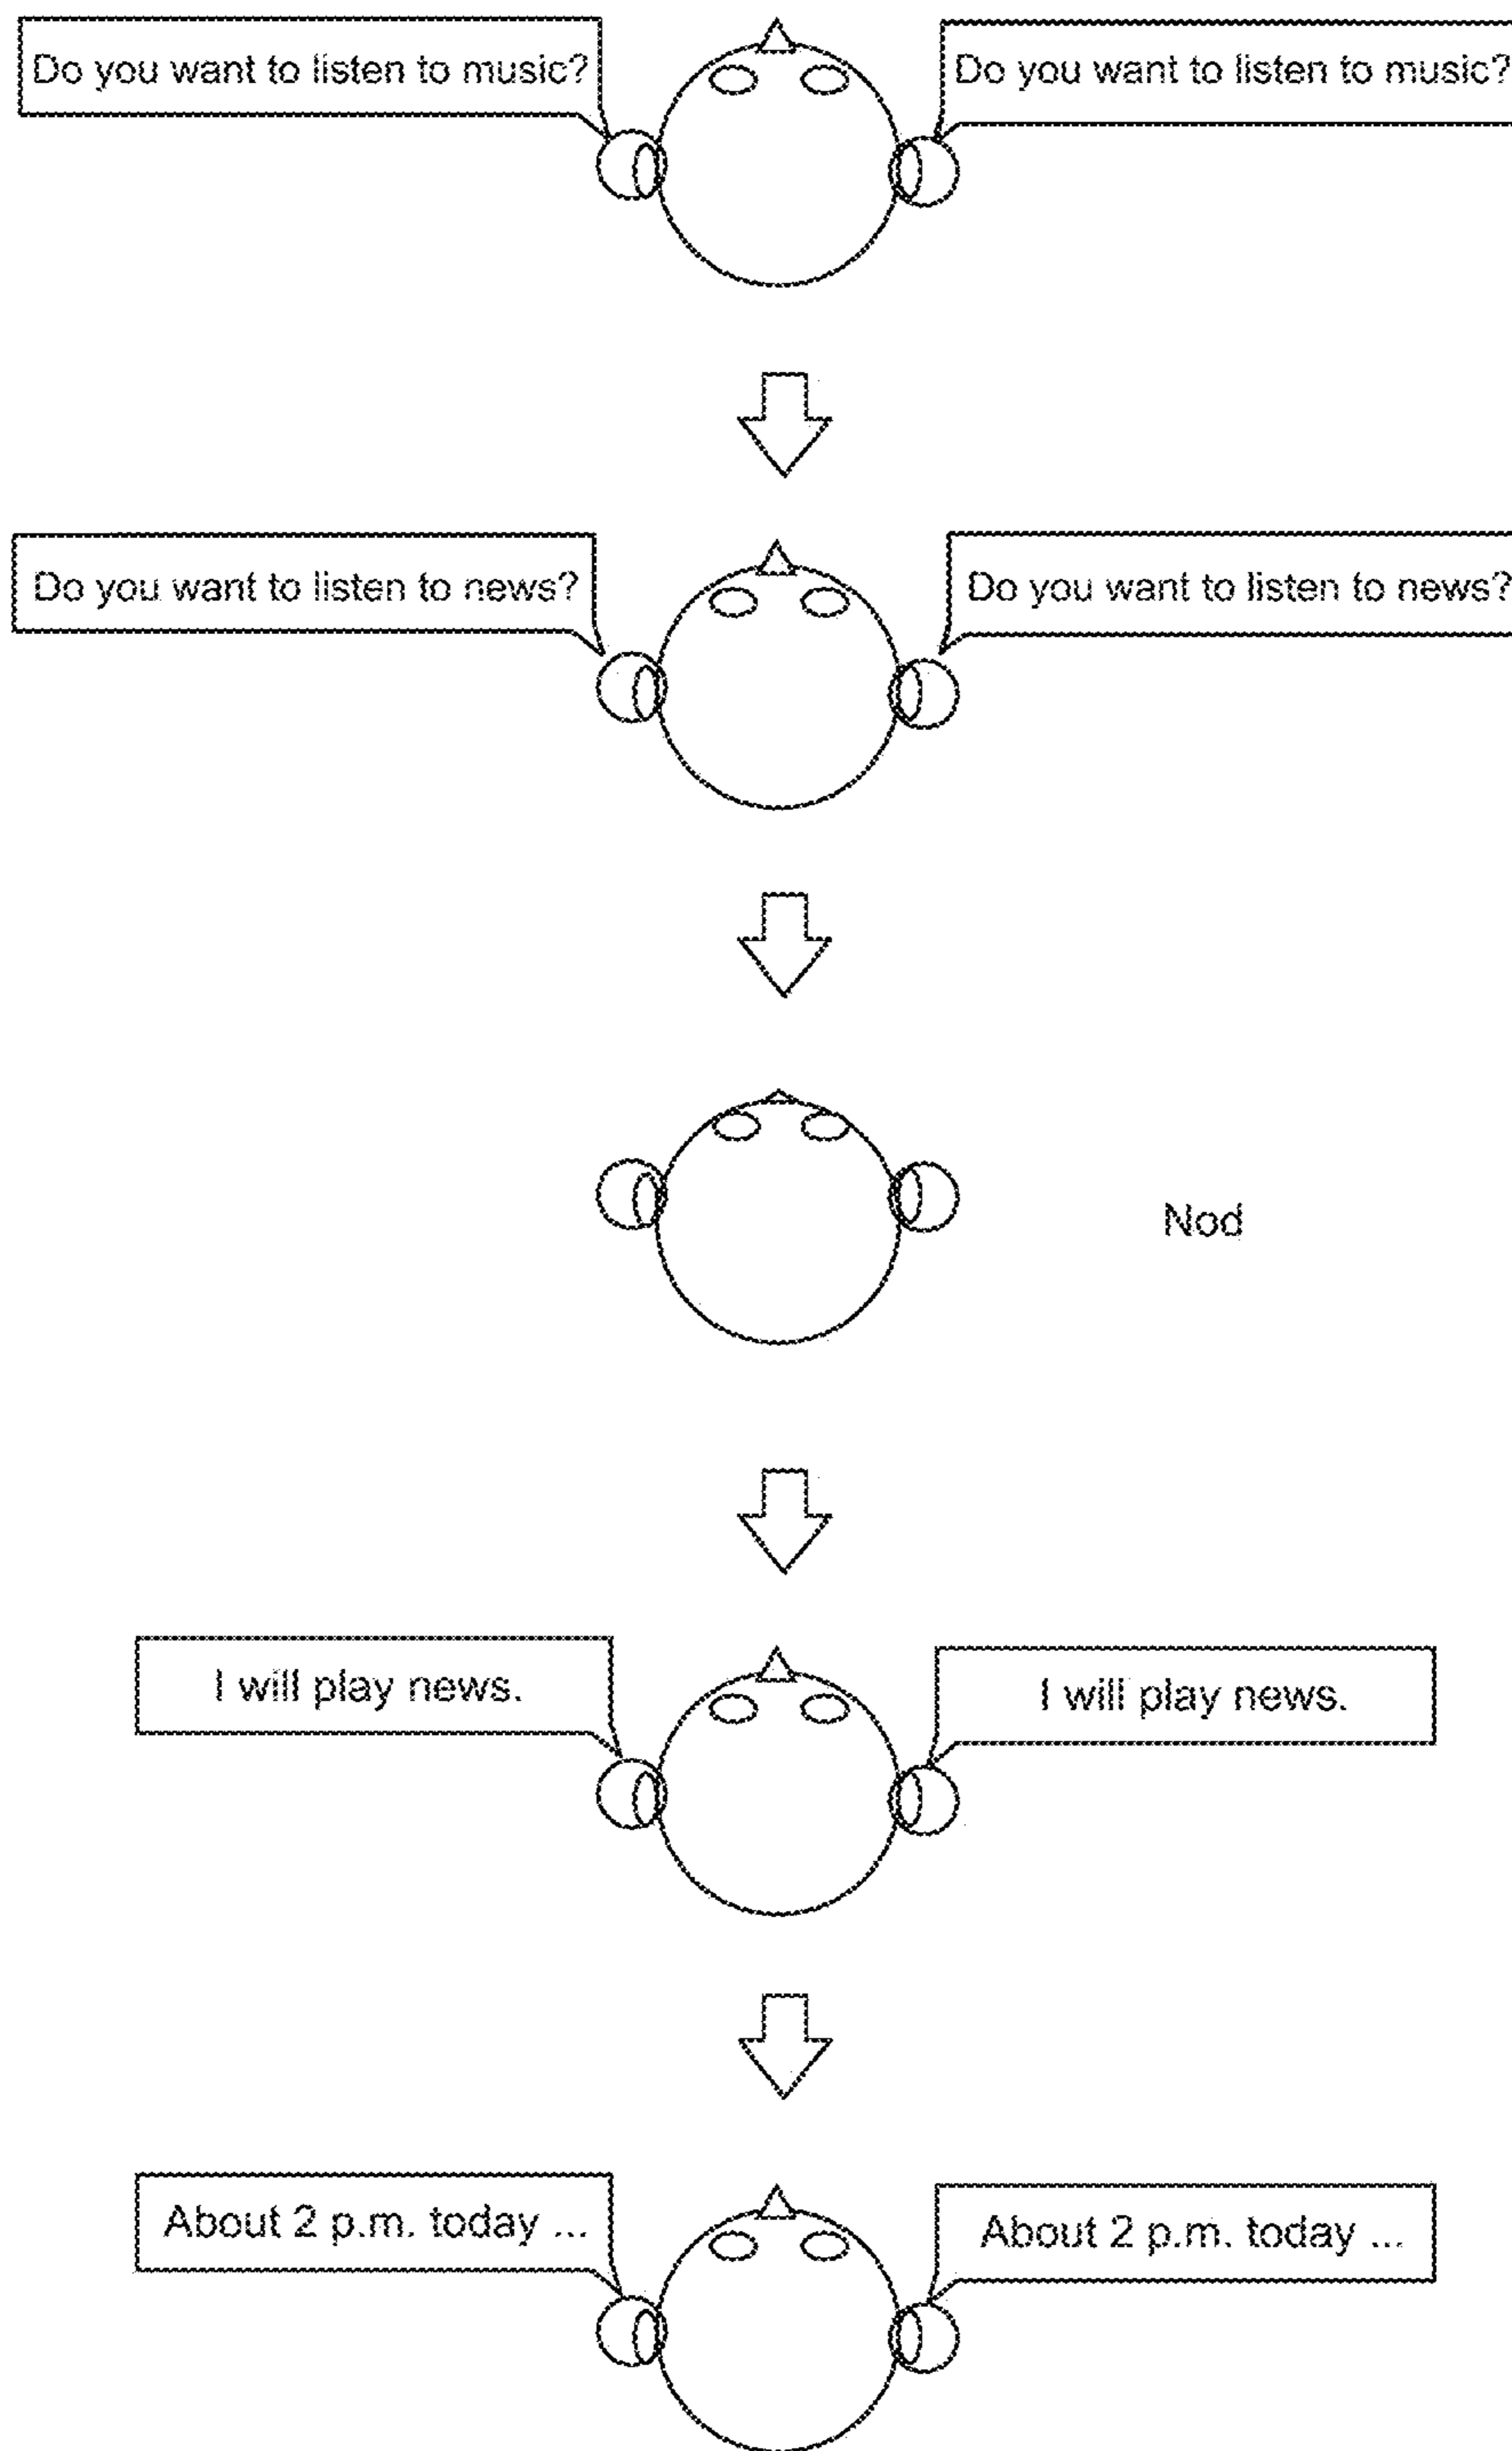 Do you want to listen to music?
Do you want to listen to music?
Do you want to listen to news?
Do you want to listen to news?
Nod
I will play news.
I will play news.
About 2 p.m. today ...
About 2 p.m. today ...